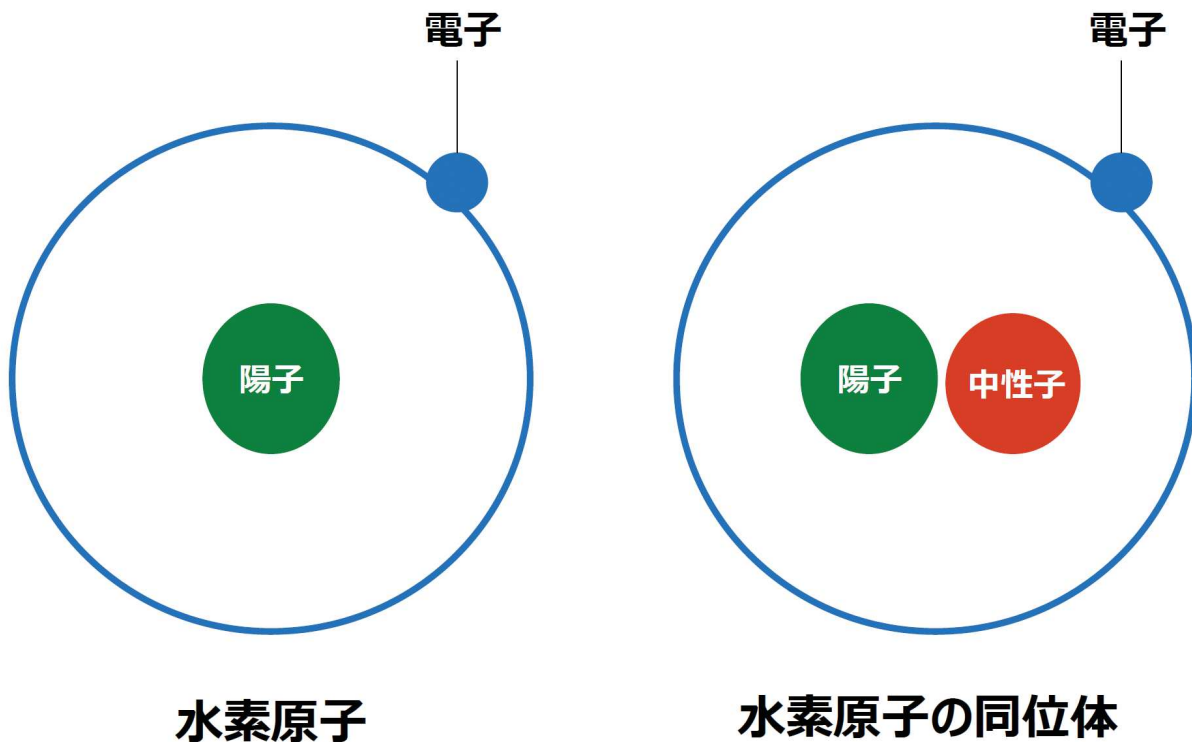 電子
電子
陽子
陽子
中性子
水素原子
水素原子の同位体